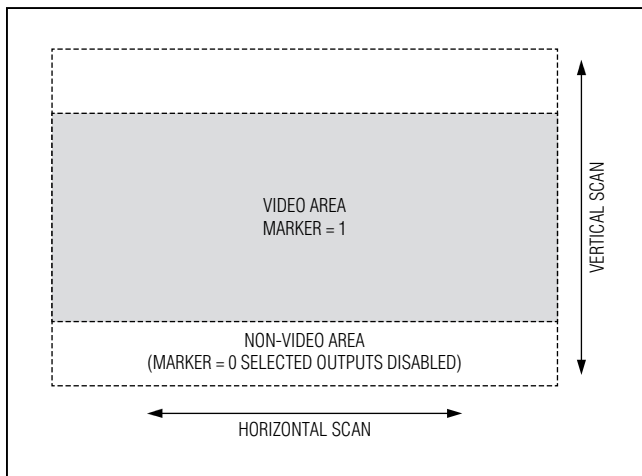 VIDEO AREA
MARKER = 1
NON-VIDEO AREA
(MARKER = 0 SELECTED OUTPUTS DISABLED)
HORIZONTAL SCAN
VERTICAL SCAN